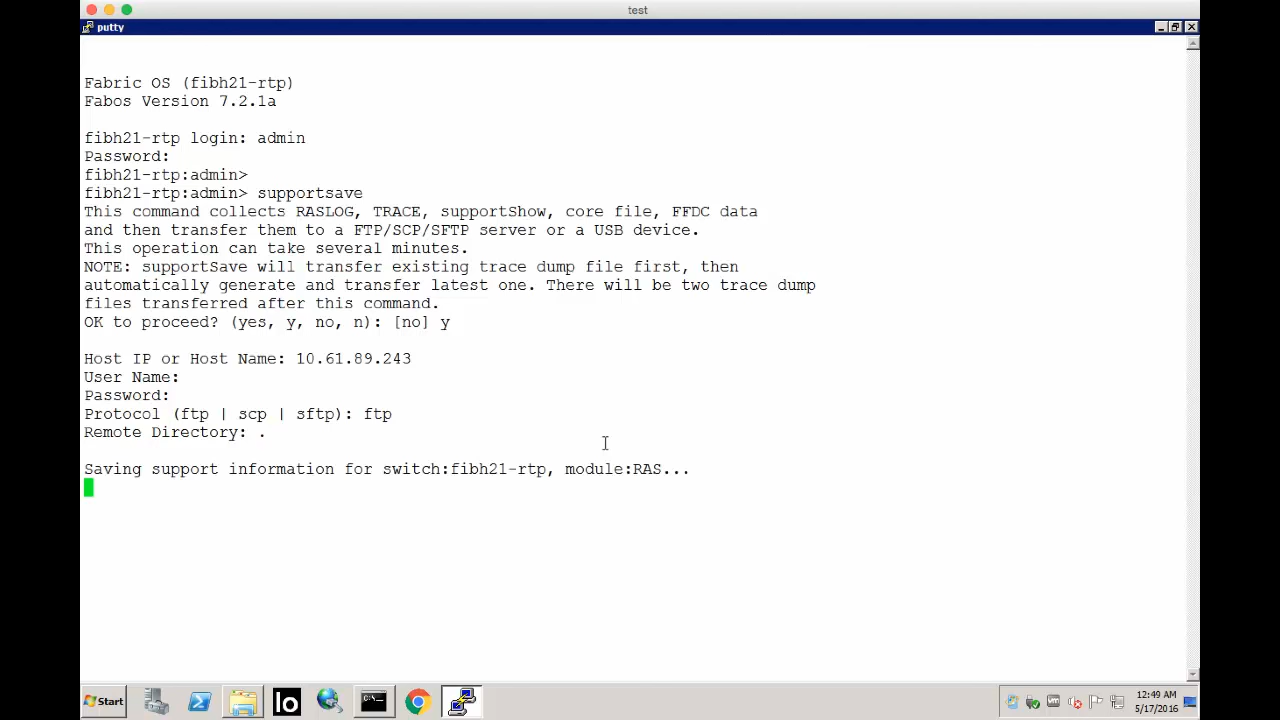 test
putty
Fabric OS (fibh21-rtp)
Fabos Version 7.2.1a
fibh21-rtp login: admin
Password:
fibh21-rtp:admin>
fibh21-rtp:admin> supportsave
This command collects RASLOG, TRACE, supportShow, core file, FFDC data
and then transfer them to a FTP/SCP/SFTP server or a USB device.
This operation can take several minutes.
NOTE: supportSave will transfer existing trace dump file first, then
automatically generate and transfer latest one. There will be two trace dump
files transferred after this command.
OK to proceed? (yes, y, no, n): [no] y
Host IP or Host Name: 10.61.89.243
User Name:
Password:
Protocol (ftp | scp | sftp): ftp
Remote Directory: .
Saving support information for switch:fibh21-rtp, module:RAS...
Start
C:\
lo
12:49 AM
5/17/2016